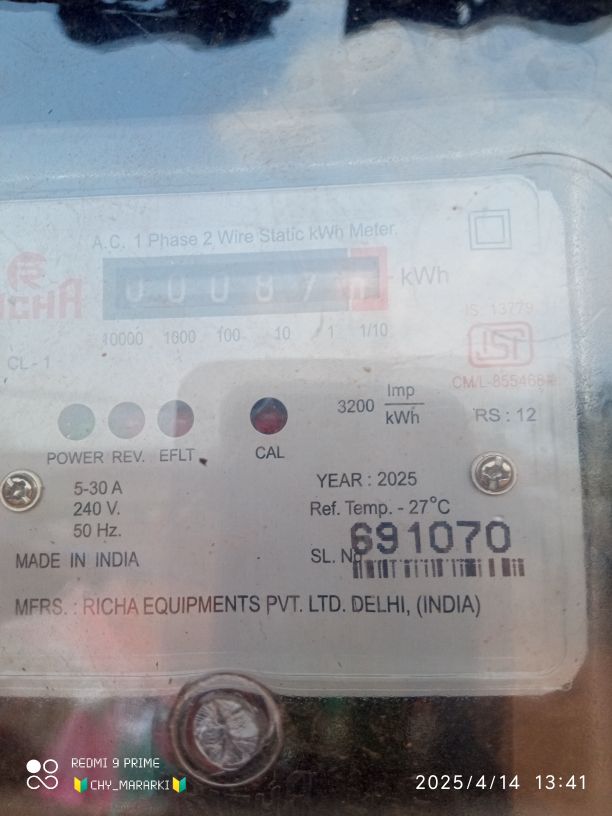 A.C. 1 Phase 2 Wire Static kWh Meter.
RICHA
0 0 0 8 7
kWh
10000 1000 100 10 1 1/10
IS: 13779
CL - 1
ISI
3200 Imp
kWh
RS : 12
POWER REV. EFLT CAL
5-30 A
240 V.
50 Hz.
YEAR : 2025
Ref. Temp. - 27°C
MADE IN INDIA
SL. No 691070
MFRS. : RICHA EQUIPMENTS PVT. LTD. DELHI, (INDIA)
REDMI 9 PRIME
🔰CHY_MARARKI🔰
2025/4/14 13:41